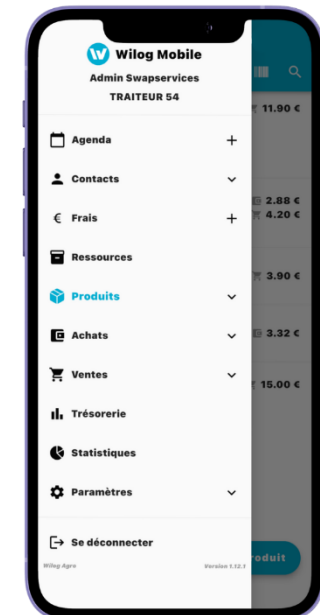 Wilog Mobile
Admin Swapservices
TRAITEUR 54
Agenda
Contacts
€ Frais
Ressources
Produits
Achats
Ventes
Trésorerie
Statistiques
Paramètres
Se déconnecter
Wilog Agro
Version 1.12.1
11.90 €
2.88 €
4.20 €
3.90 €
3.32 €
15.00 €
roduit